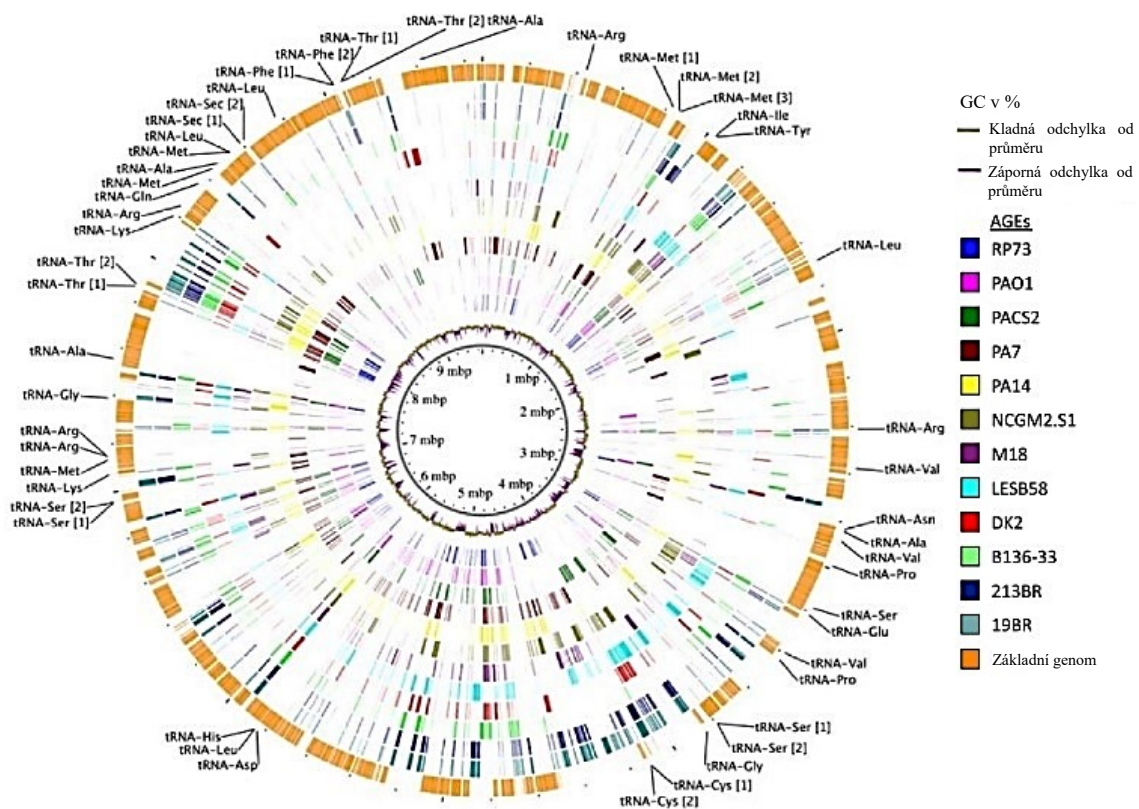 tRNA-Thr [2]
tRNA-Ala
tRNA-Thr [1]
tRNA-Phe [2]
tRNA-Phe [1]
tRNA-Leu
tRNA-Sec [2]
tRNA-Sec [1]
tRNA-Leu
tRNA-Met
tRNA-Ala
tRNA-Met
tRNA-Gln
tRNA-Arg
tRNA-Lys
tRNA-Thr [2]
tRNA-Thr [1]
tRNA-Ala
tRNA-Gly
tRNA-Arg
tRNA-Arg
tRNA-Met
tRNA-Lys
tRNA-Ser [2]
tRNA-Ser [1]
tRNA-His
tRNA-Leu
tRNA-Asp
tRNA-Arg
tRNA-Met [1]
tRNA-Met [2]
tRNA-Met [3]
tRNA-Ile
tRNA-Tyr
tRNA-Leu
tRNA-Arg
tRNA-Val
tRNA-Asn
tRNA-Ala
tRNA-Val
tRNA-Pro
tRNA-Ser
tRNA-Glu
tRNA-Val
tRNA-Pro
tRNA-Ser [1]
tRNA-Ser [2]
tRNA-Gly
tRNA-Cys [1]
tRNA-Cys [2]
1 mbp
2 mbp
3 mbp
4 mbp
5 mbp
6 mbp
7 mbp
8 mbp
9 mbp
GC v %
Kladná odchylka od
průměru
Záporná odchylka od
průměru
AGEs
RP73
PAO1
PACS2
PA7
PA14
NCGM2.S1
M18
LESB58
DK2
B136-33
213BR
19BR
Základní genom